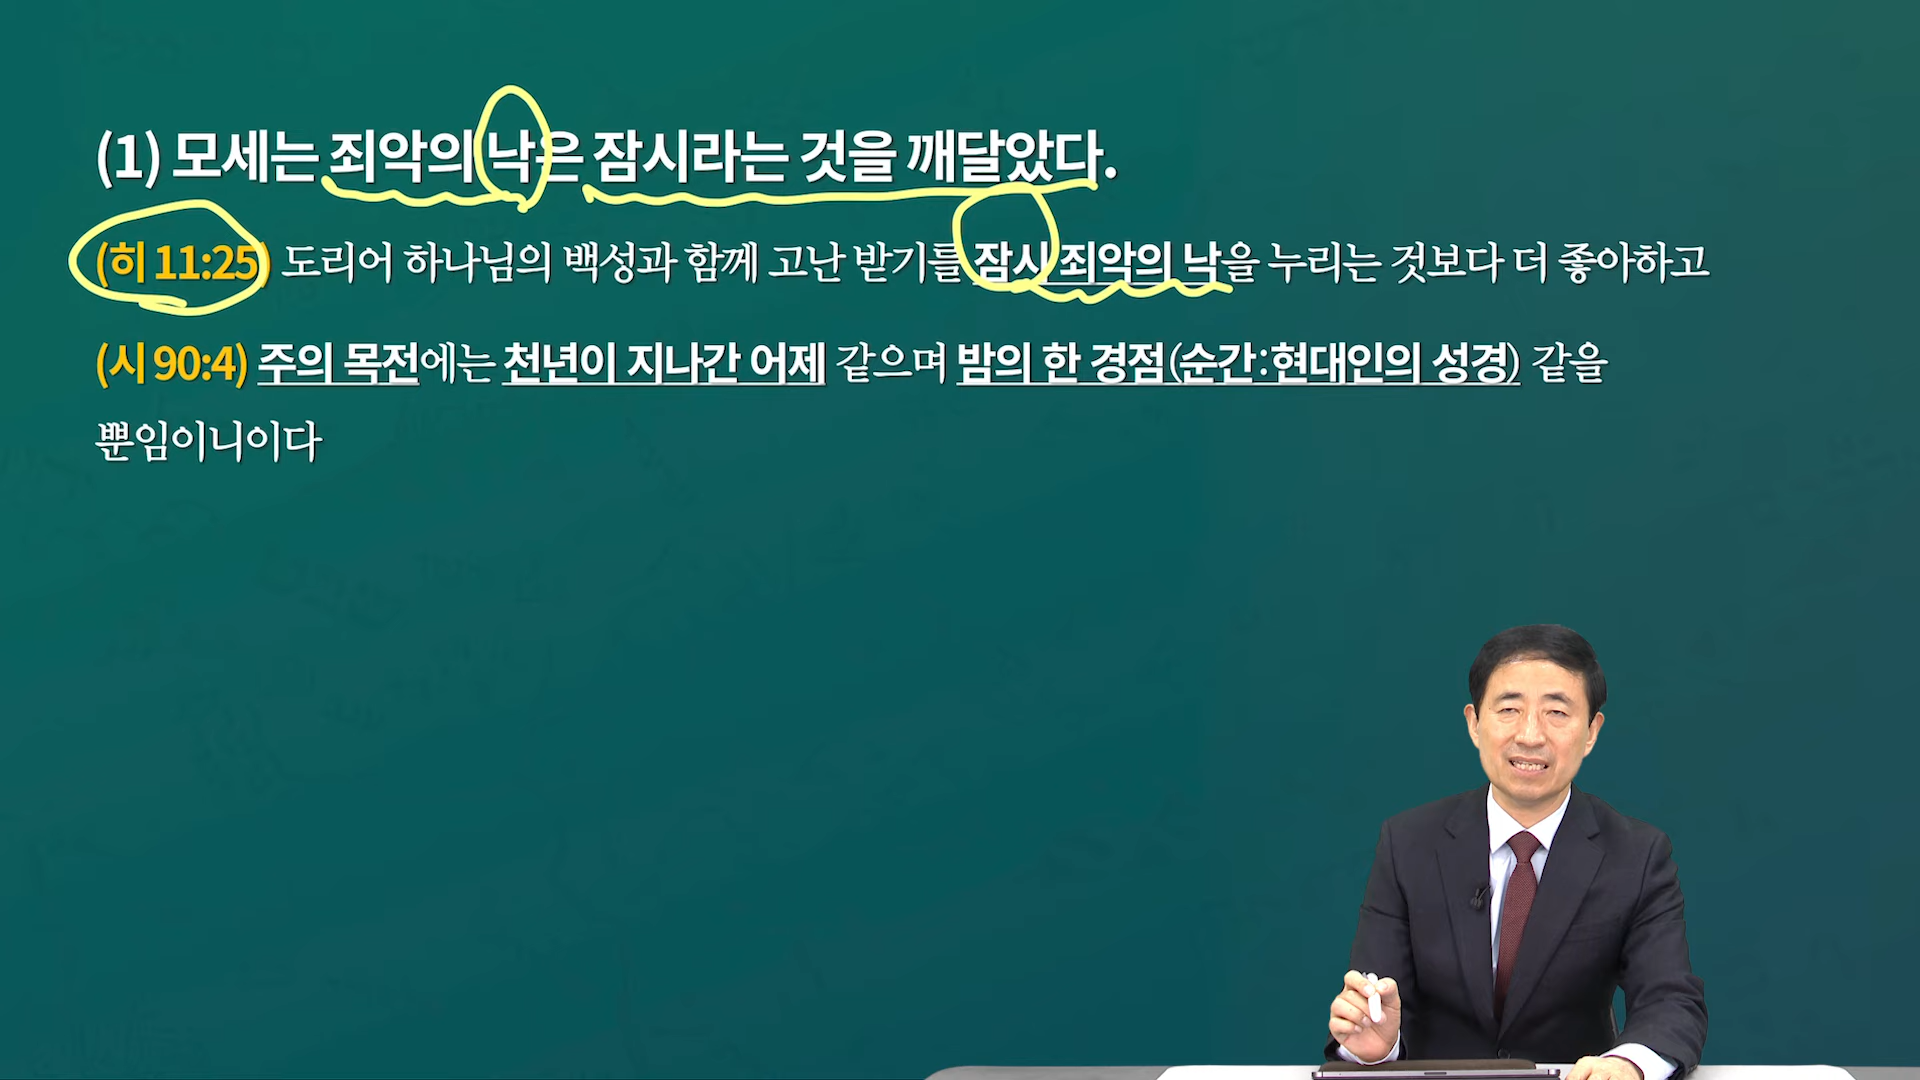 (1) 모세는 죄악의 낙은 잠시라는 것을 깨달았다.
(히 11:25) 도리어 하나님의 백성과 함께 고난 받기를 잠시 죄악의 낙을 누리는 것보다 더 좋아하고
(시 90:4) 주의 목전에는 천년이 지나간 어제 같으며 밤의 한 경점(순간:현대인의 성경) 같을
뿐임이니이다